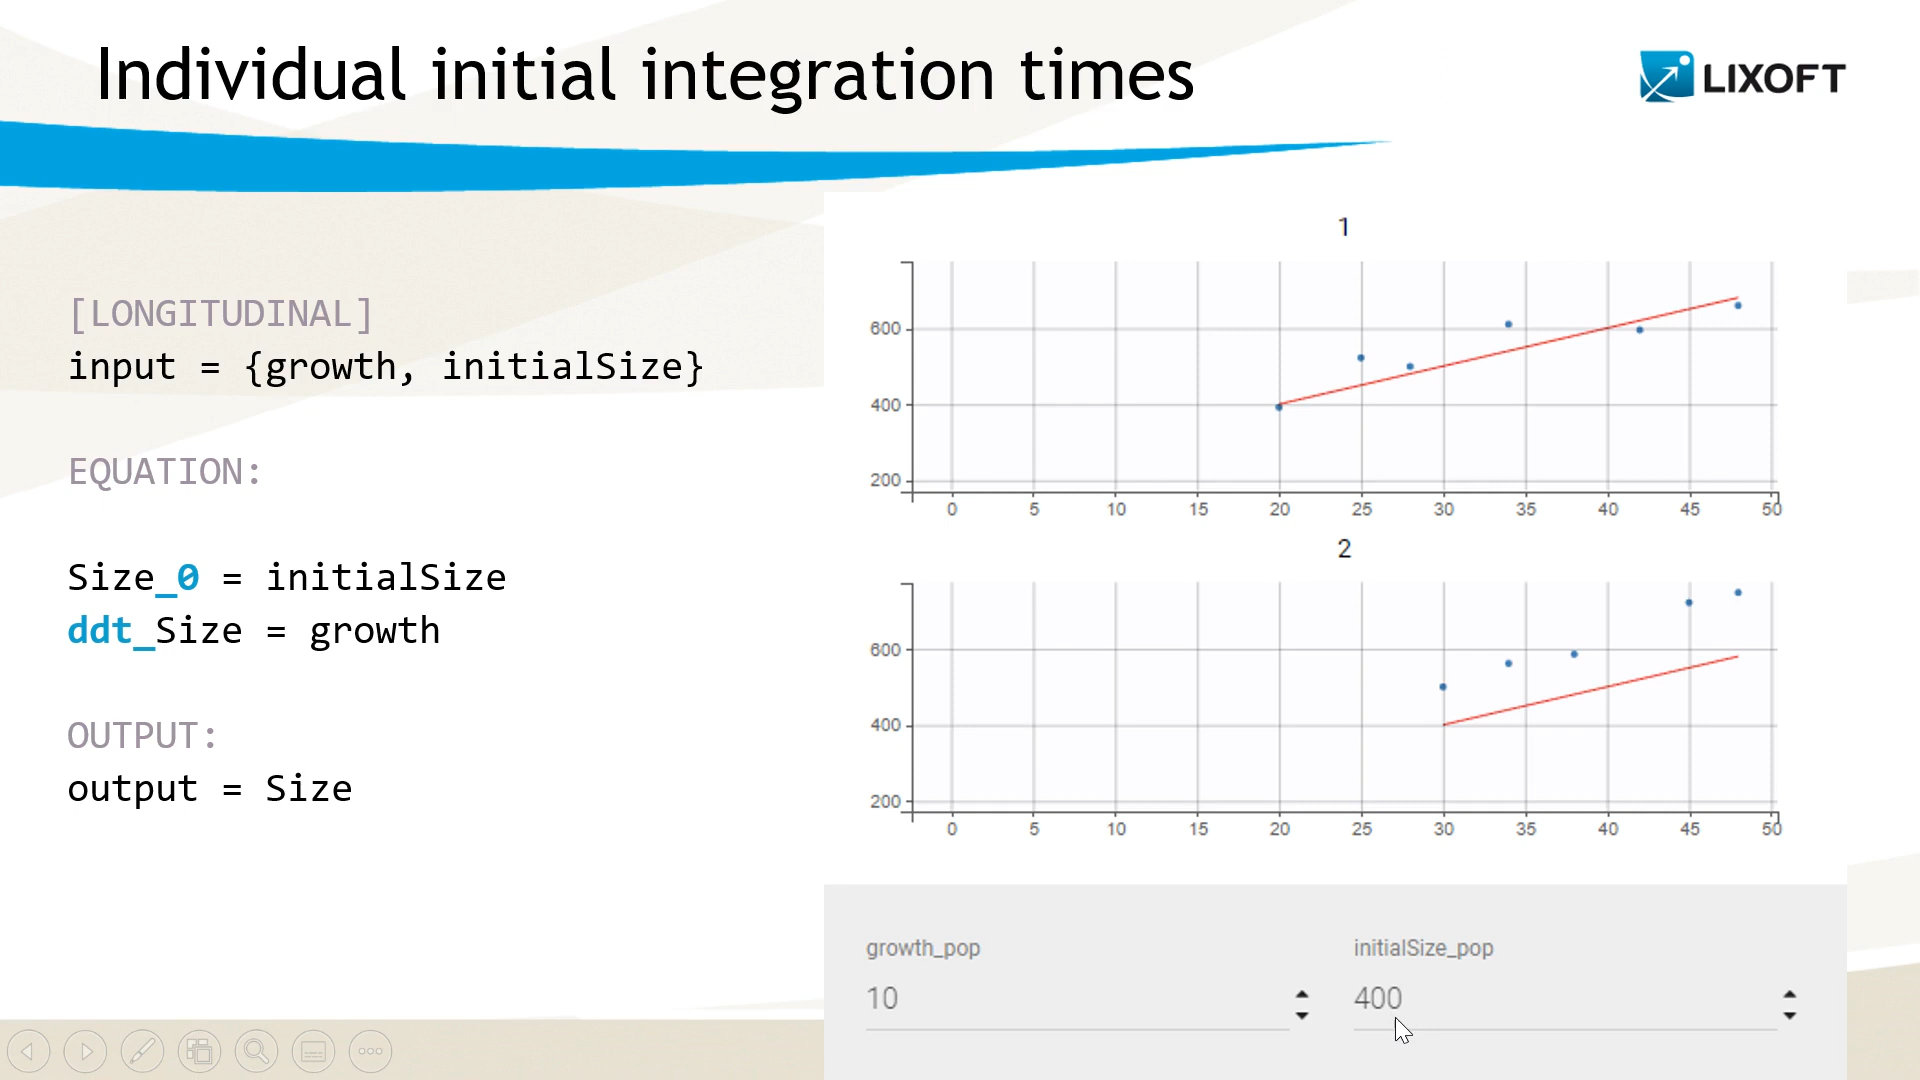 Individual initial integration times
LIXOFT
[LONGITUDINAL]
input = {growth, initialSize}
EQUATION:
Size_0 = initialSize
ddt_Size = growth
OUTPUT:
output = Size
1
600
400
200
0 5 10 15 20 25 30 35 40 45 50
2
600
400
200
0 5 10 15 20 25 30 35 40 45 50
growth_pop
10
initialSize_pop
400